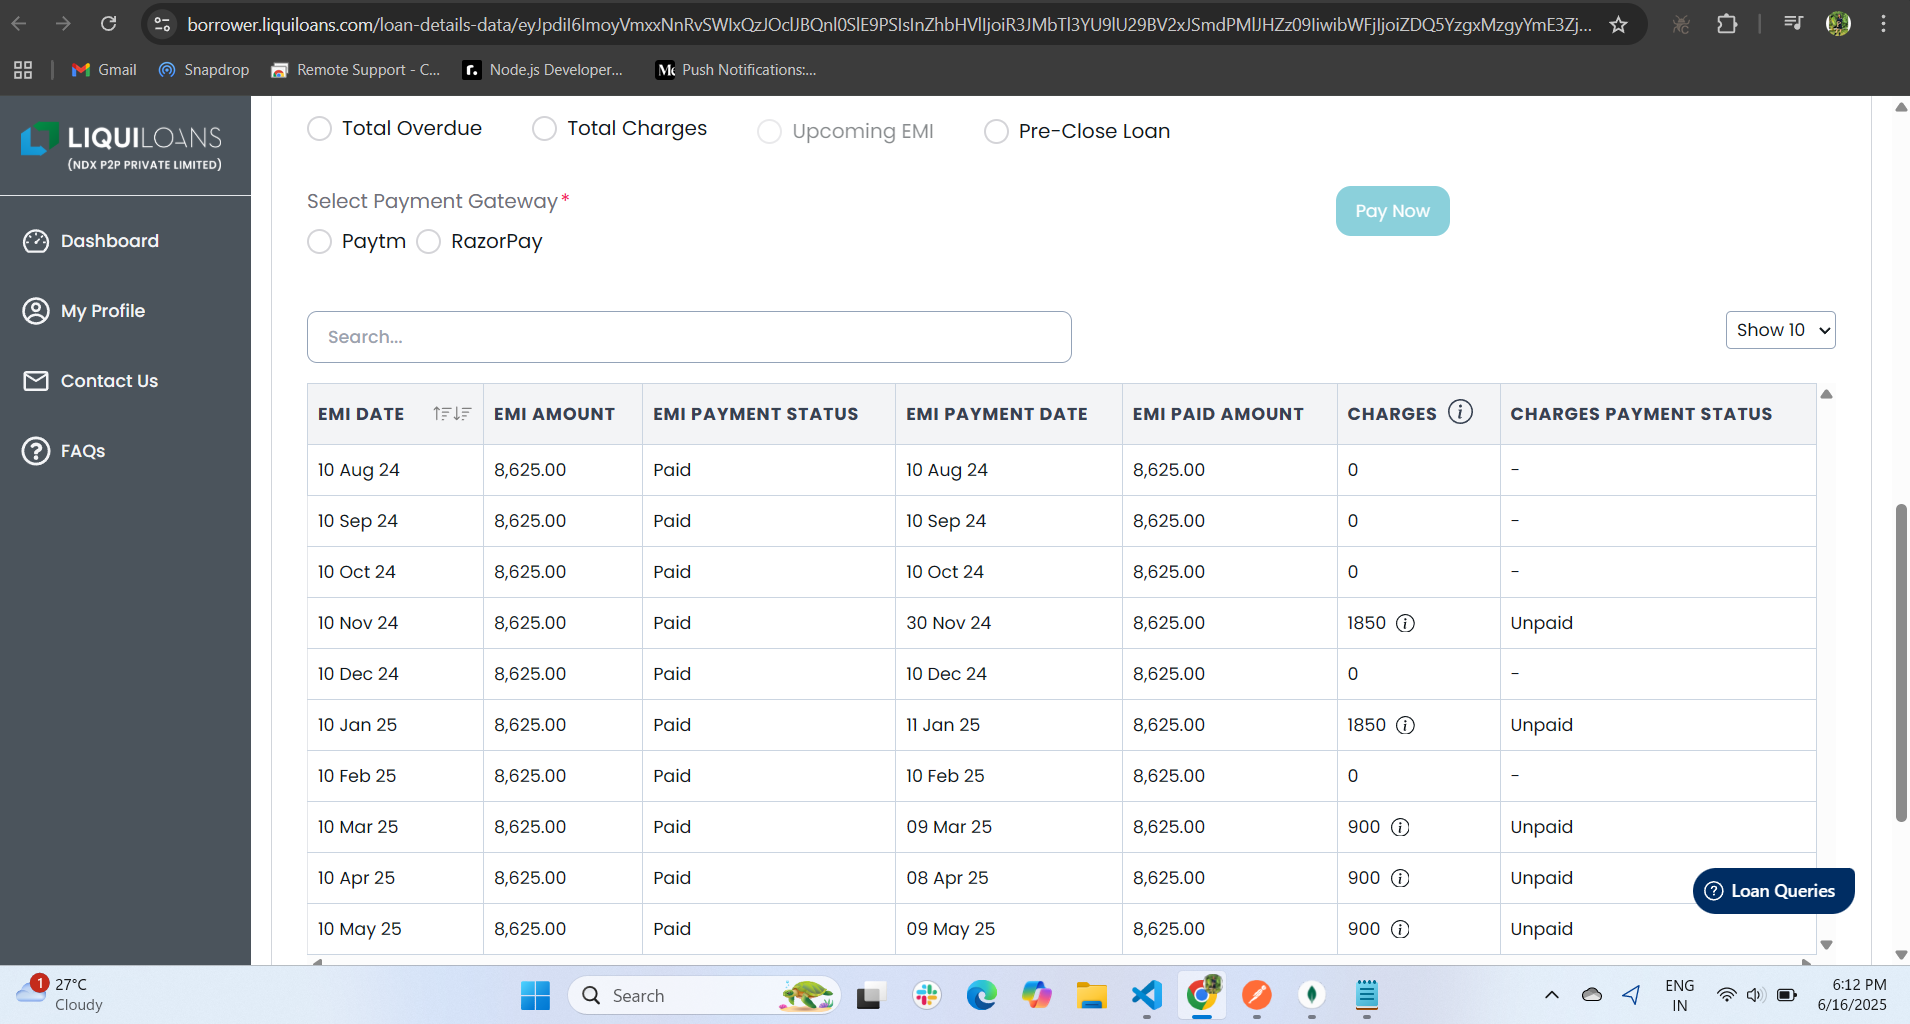 borrower.liquiloans.com/loan-details-data/
Gmail
Snapdrop
Remote Support - C...
Node.js Developer...
Push Notifications:...
LIQUILOANS
(NDX P2P PRIVATE LIMITED)
Dashboard
My Profile
Contact Us
FAQs
Total Overdue Total Charges Upcoming EMI Pre-Close Loan
Select Payment Gateway*
Pay Now
Paytm RazorPay
Search...
Show 10
EMI DATE EMI AMOUNT EMI PAYMENT STATUS EMI PAYMENT DATE EMI PAID AMOUNT CHARGES CHARGES PAYMENT STATUS
10 Aug 24 8,625.00 Paid 10 Aug 24 8,625.00 0 -
10 Sep 24 8,625.00 Paid 10 Sep 24 8,625.00 0 -
10 Oct 24 8,625.00 Paid 10 Oct 24 8,625.00 0 -
10 Nov 24 8,625.00 Paid 30 Nov 24 8,625.00 1850 Unpaid
10 Dec 24 8,625.00 Paid 10 Dec 24 8,625.00 0 -
10 Jan 25 8,625.00 Paid 11 Jan 25 8,625.00 1850 Unpaid
10 Feb 25 8,625.00 Paid 10 Feb 25 8,625.00 0 -
10 Mar 25 8,625.00 Paid 09 Mar 25 8,625.00 900 Unpaid
10 Apr 25 8,625.00 Paid 08 Apr 25 8,625.00 900 Unpaid
10 May 25 8,625.00 Paid 09 May 25 8,625.00 900 Unpaid
Loan Queries
1
27°C
Cloudy
Search
ENG
IN
6:12 PM
6/16/2025